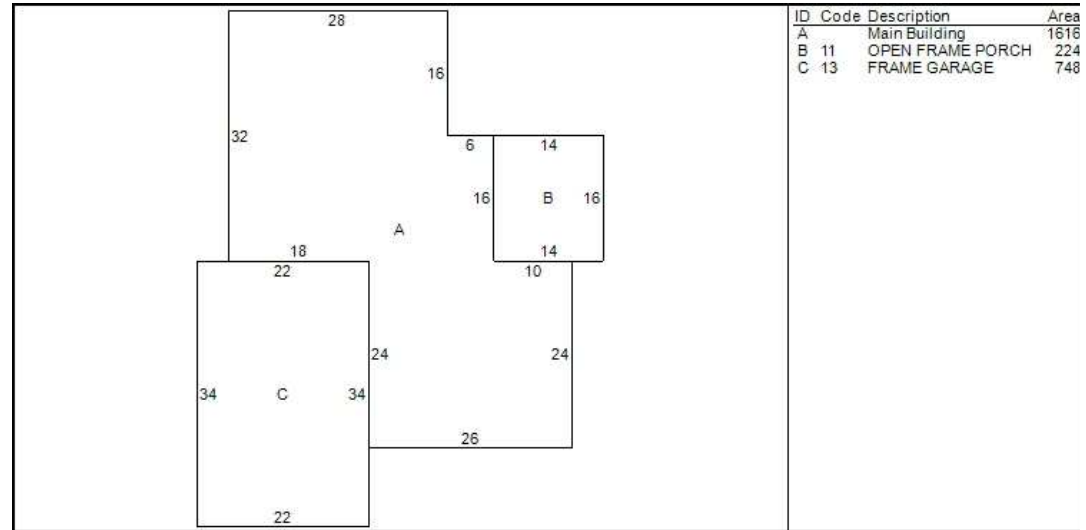 28
ID Code Description Area
A Main Building 1616
B 11 OPEN FRAME PORCH 224
C 13 FRAME GARAGE 748
16
32
6 14
16 B 16
A
18 14
22 10
24 24
34 C 34
26
22